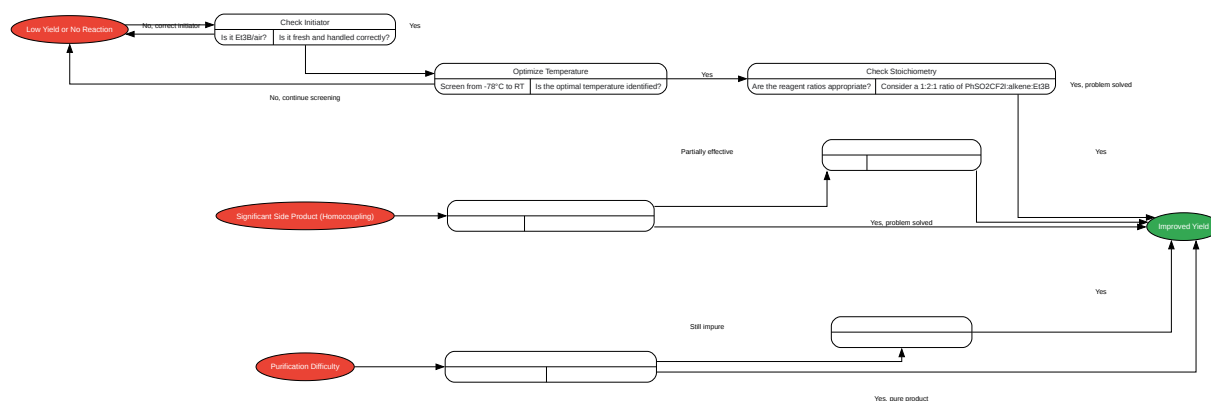 Low Yield or No Reaction
No, correct initiator
Check Initiator
Is it Et3B/air?
Is it fresh and handled correctly?
Yes
Optimize Temperature
Screen from -78°C to RT
Is the optimal temperature identified?
Yes
Check Stoichiometry
Are the reagent ratios appropriate?
Consider a 1:2:1 ratio of PhSO2CF2I:alkene:Et3B
Yes, problem solved
No, continue screening
Partially effective
Yes
Significant Side Product (Homocoupling)
Yes, problem solved
Improved Yield
Yes
Still impure
Purification Difficulty
Yes, pure product